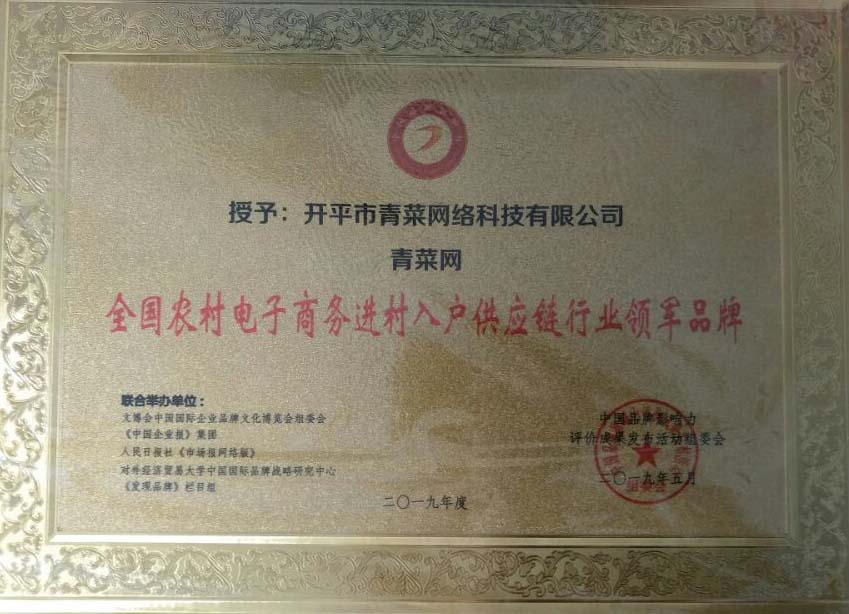 授予：开平市青菜网络科技有限公司
青菜网
全国农村电子商务进村入户供应链行业领军品牌
联合举办单位：
文博会中国国际企业品牌文化博览会组委会
《中国企业报》集团
人民日报社《市场报网络版》
对外经济贸易大学中国国际品牌战略研究中心
《发现品牌》栏目组
中国品牌影响力
评价成果发布活动组委会
二〇一九年五月
二〇一九年度